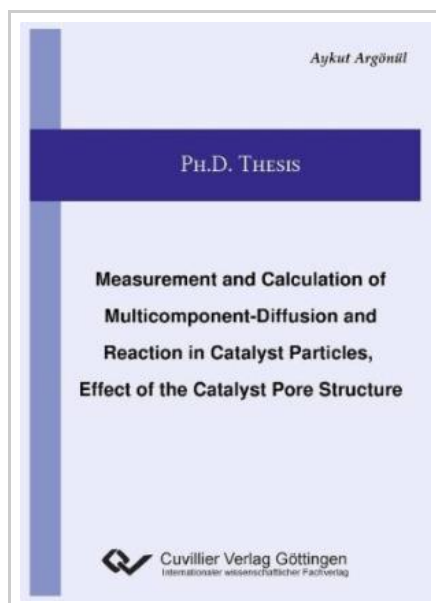 Aykut Argönül
PH.D. THESIS
Measurement and Calculation of
Multicomponent-Diffusion and
Reaction in Catalyst Particles,
Effect of the Catalyst Pore Structure
Cuvillier Verlag Göttingen
Internationaler wissenschaftlicher Fachverlag